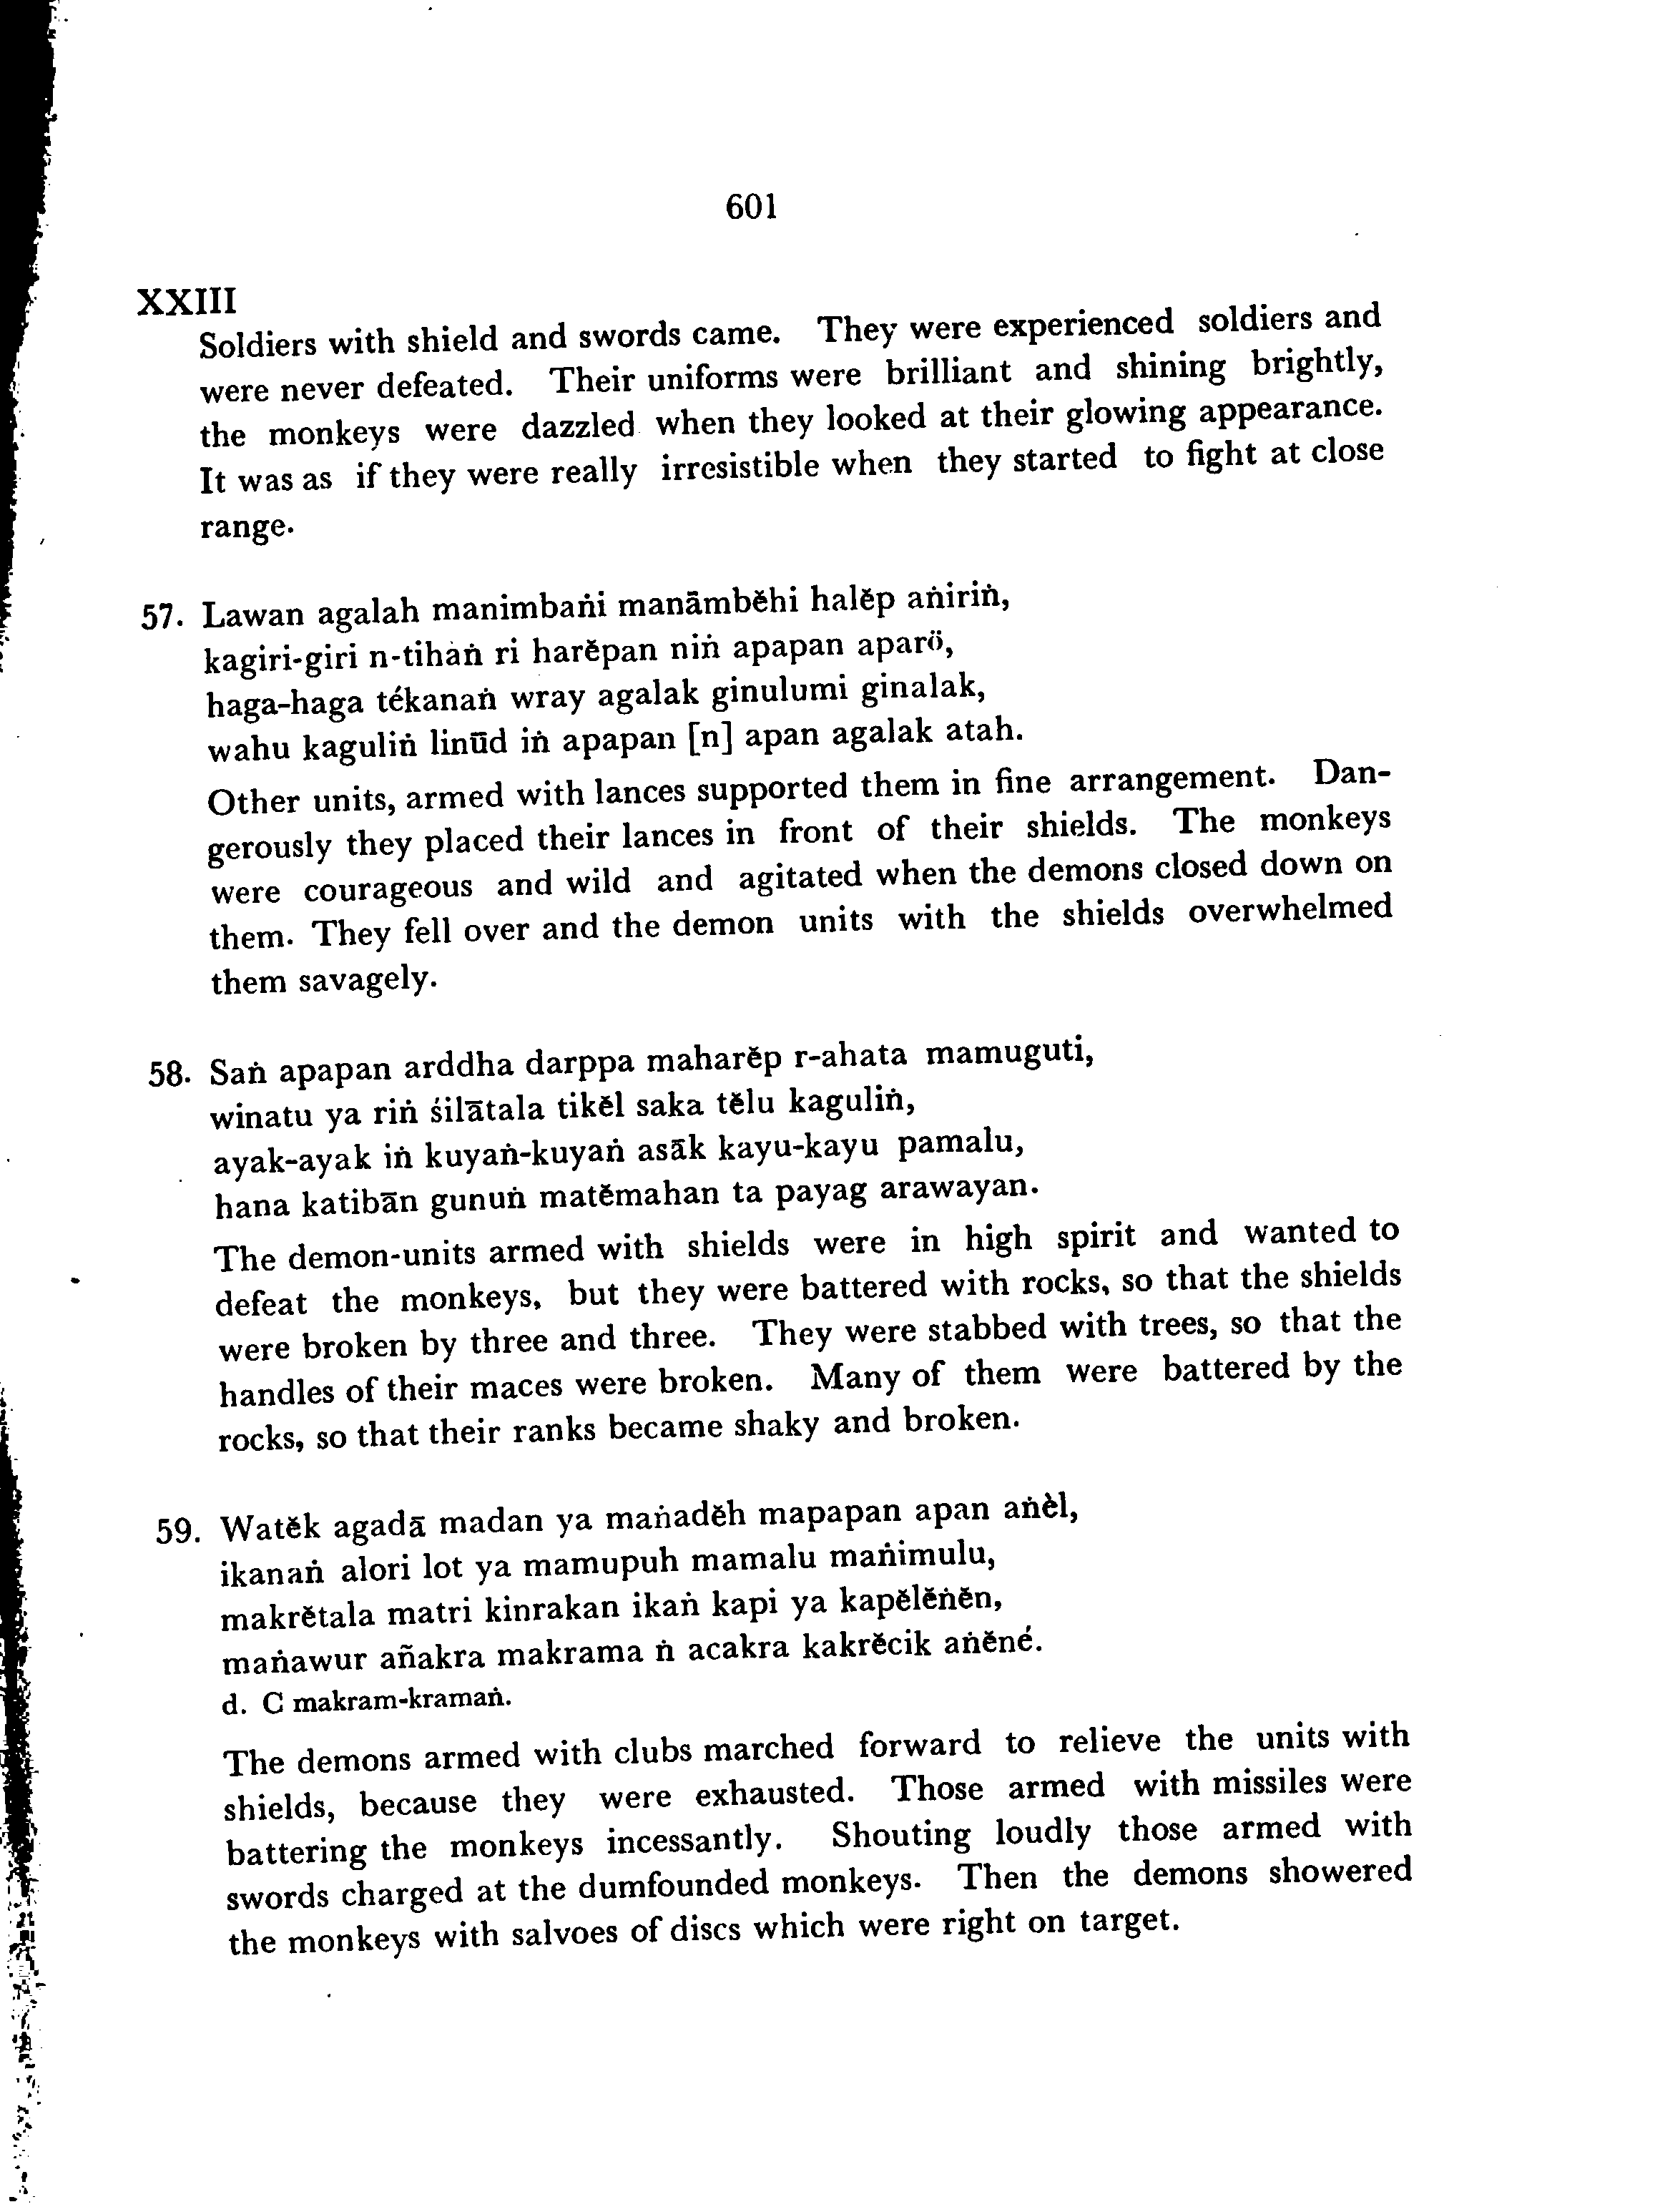 601
XXIII
Soldiers with shield and swords came. They were experienced soldiers and
were never defeated. Their uniforms were brilliant and shining brightly,
the monkeys were dazzled when they looked at their glowing appearance.
It was as if they were really irresistible when they started to fight at close
range.
57. Lawan agalah manimbaṅi manāmbĕhi halĕp aṅiriṅ,
kagiri-giri n-tihaṅ ri harĕpan niṅ apapan aparö,
haga-haga tékanaṅ wray agalak ginulumi ginalak,
wahu kaguliṅ linūd iṅ apapan [n] apan agalak atah.
Other units, armed with lances supported them in fine arrangement. Dan-
gerously they placed their lances in front of their shields. The monkeys
were courageous and wild and agitated when the demons closed down on
them. They fell over and the demon units with the shields overwhelmed
them savagely.
58. Saṅ apapan arddha darppa maharĕp r-ahata mamuguti,
winatu ya riṅ śilātala tikĕl saka tĕlu kaguliṅ,
ayak-ayak iṅ kuyaṅ-kuyaṅ asāk kayu-kayu pamalu,
hana katibān gunuṅ matĕmahan ta payag arawayan.
The demon-units armed with shields were in high spirit and wanted to
defeat the monkeys, but they were battered with rocks, so that the shields
were broken by three and three. They were stabbed with trees, so that the
handles of their maces were broken. Many of them were battered by the
rocks, so that their ranks became shaky and broken.
59. Watĕk agadā madan ya maṅadĕh mapapan apan aṅèl,
ikanaṅ alori lot ya mamupuh mamalu maṅimulu,
makrĕtala matri kinrakan ikaṅ kapi ya kapĕlĕṅĕn,
maṅawur añakra makrama ṅ acakra kakrĕcik aṅĕné.
d. C makram-kramaṅ.
The demons armed with clubs marched forward to relieve the units with
shields, because they were exhausted. Those armed with missiles were
battering the monkeys incessantly. Shouting loudly those armed with
swords charged at the dumfounded monkeys. Then the demons showered
the monkeys with salvoes of discs which were right on target.